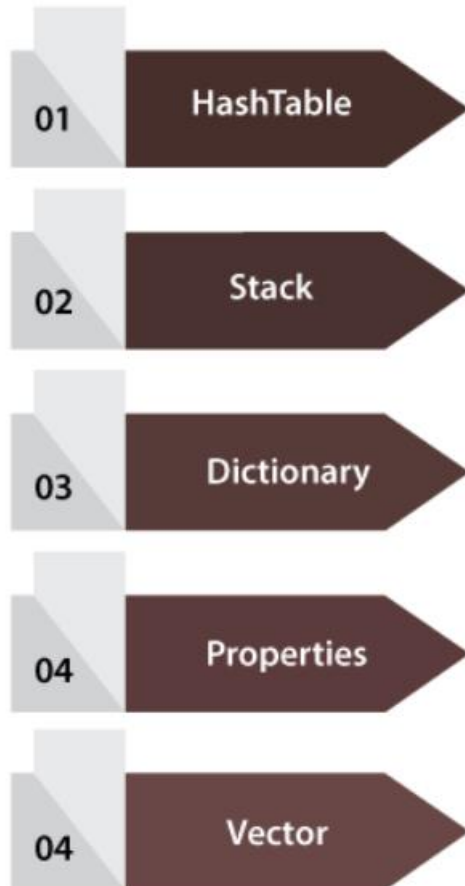 01 HashTable
02 Stack
03 Dictionary
04 Properties
04 Vector